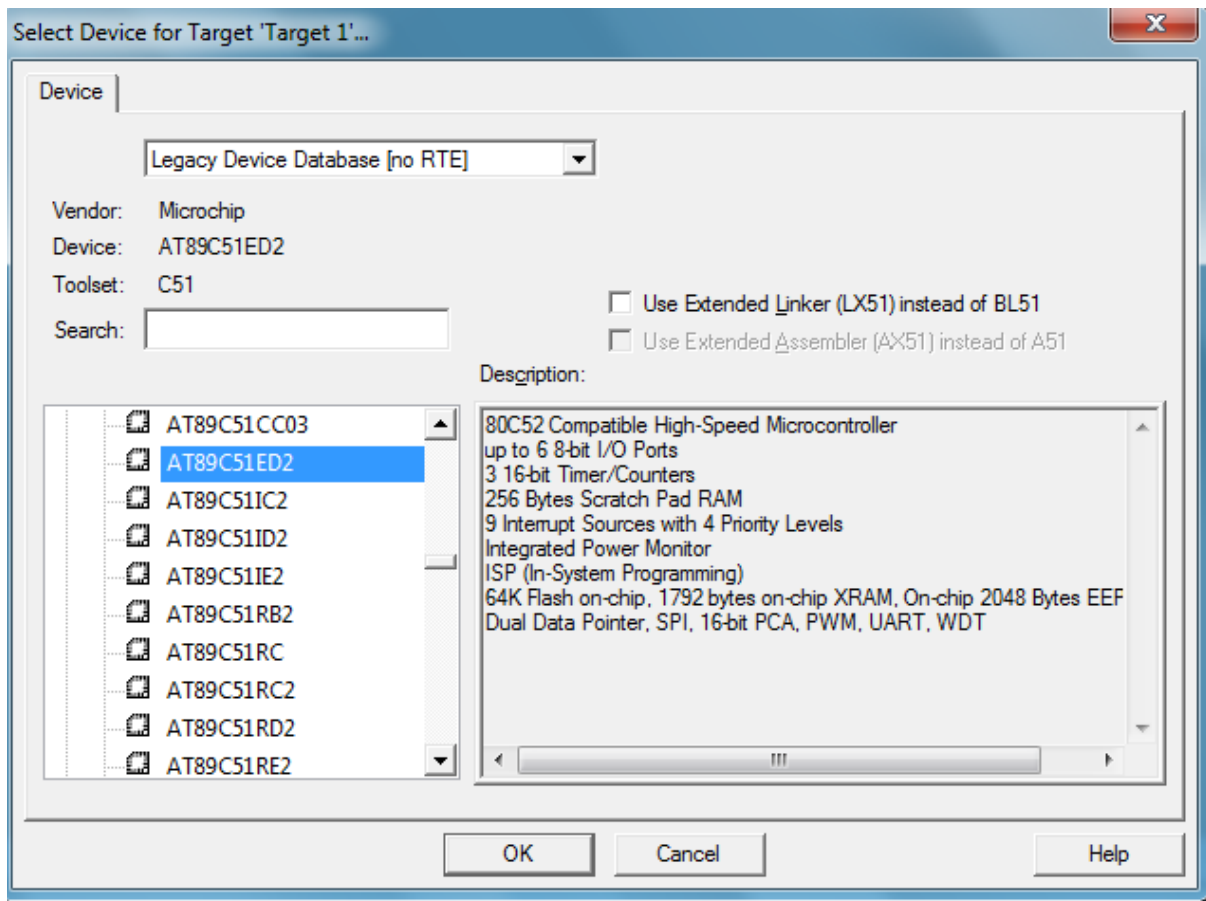 Select Device for Target 'Target 1'...
Device
Legacy Device Database [no RTE]
Vendor: Microchip
Device: AT89C51ED2
Toolset: C51
Search:
Use Extended Linker (LX51) instead of BL51
Use Extended Assembler (AX51) instead of A51
Description:
AT89C51CC03
AT89C51ED2
AT89C51IC2
AT89C51ID2
AT89C51IE2
AT89C51RB2
AT89C51RC
AT89C51RC2
AT89C51RD2
AT89C51RE2
80C52 Compatible High-Speed Microcontroller
up to 6 8-bit I/O Ports
3 16-bit Timer/Counters
256 Bytes Scratch Pad RAM
9 Interrupt Sources with 4 Priority Levels
Integrated Power Monitor
ISP (In-System Programming)
64K Flash on-chip, 1792 bytes on-chip XRAM, On-chip 2048 Bytes EEF
Dual Data Pointer, SPI, 16-bit PCA, PWM, UART, WDT
OK
Cancel
Help